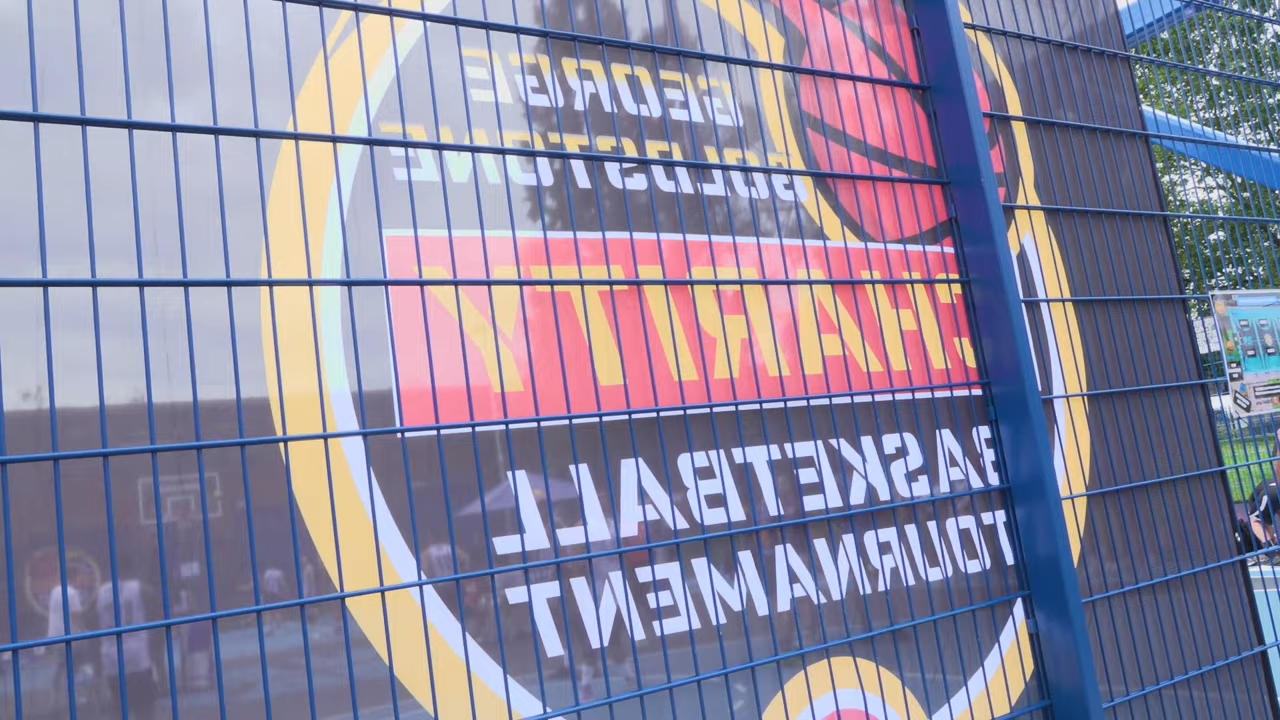 GEORGE
GOLDSTONE
CHARITY
BASKETBALL
TOURNAMENT